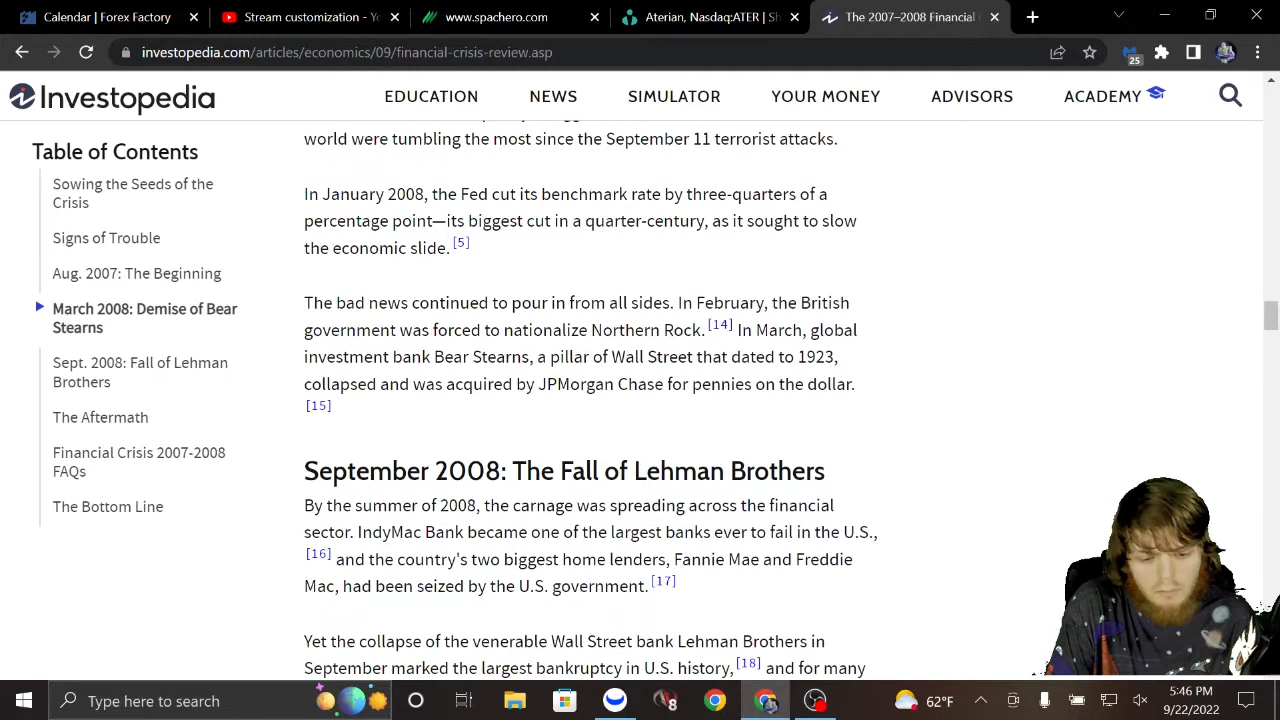 Calendar | Forex Factory
Stream customization - Yo
www.spachero.com
Aterian, Nasdaq:ATER | Sh
The 2007–2008 Financial
investopedia.com/articles/economics/09/financial-crisis-review.asp
25
Investopedia
EDUCATION
NEWS
SIMULATOR
YOUR MONEY
ADVISORS
ACADEMY
Table of Contents
Sowing the Seeds of the
Crisis
Signs of Trouble
Aug. 2007: The Beginning
March 2008: Demise of Bear
Stearns
Sept. 2008: Fall of Lehman
Brothers
The Aftermath
Financial Crisis 2007-2008
FAQs
The Bottom Line
world were tumbling the most since the September 11 terrorist attacks.
In January 2008, the Fed cut its benchmark rate by three-quarters of a
percentage point—its biggest cut in a quarter-century, as it sought to slow
the economic slide. [5]
The bad news continued to pour in from all sides. In February, the British
government was forced to nationalize Northern Rock. [14] In March, global
investment bank Bear Stearns, a pillar of Wall Street that dated to 1923,
collapsed and was acquired by JPMorgan Chase for pennies on the dollar.
[15]
September 2008: The Fall of Lehman Brothers
By the summer of 2008, the carnage was spreading across the financial
sector. IndyMac Bank became one of the largest banks ever to fail in the U.S.,
[16] and the country's two biggest home lenders, Fannie Mae and Freddie
Mac, had been seized by the U.S. government. [17]
Yet the collapse of the venerable Wall Street bank Lehman Brothers in
September marked the largest bankruptcy in U.S. history, [18] and for many
Type here to search
8
62°F
5:46 PM
9/22/2022